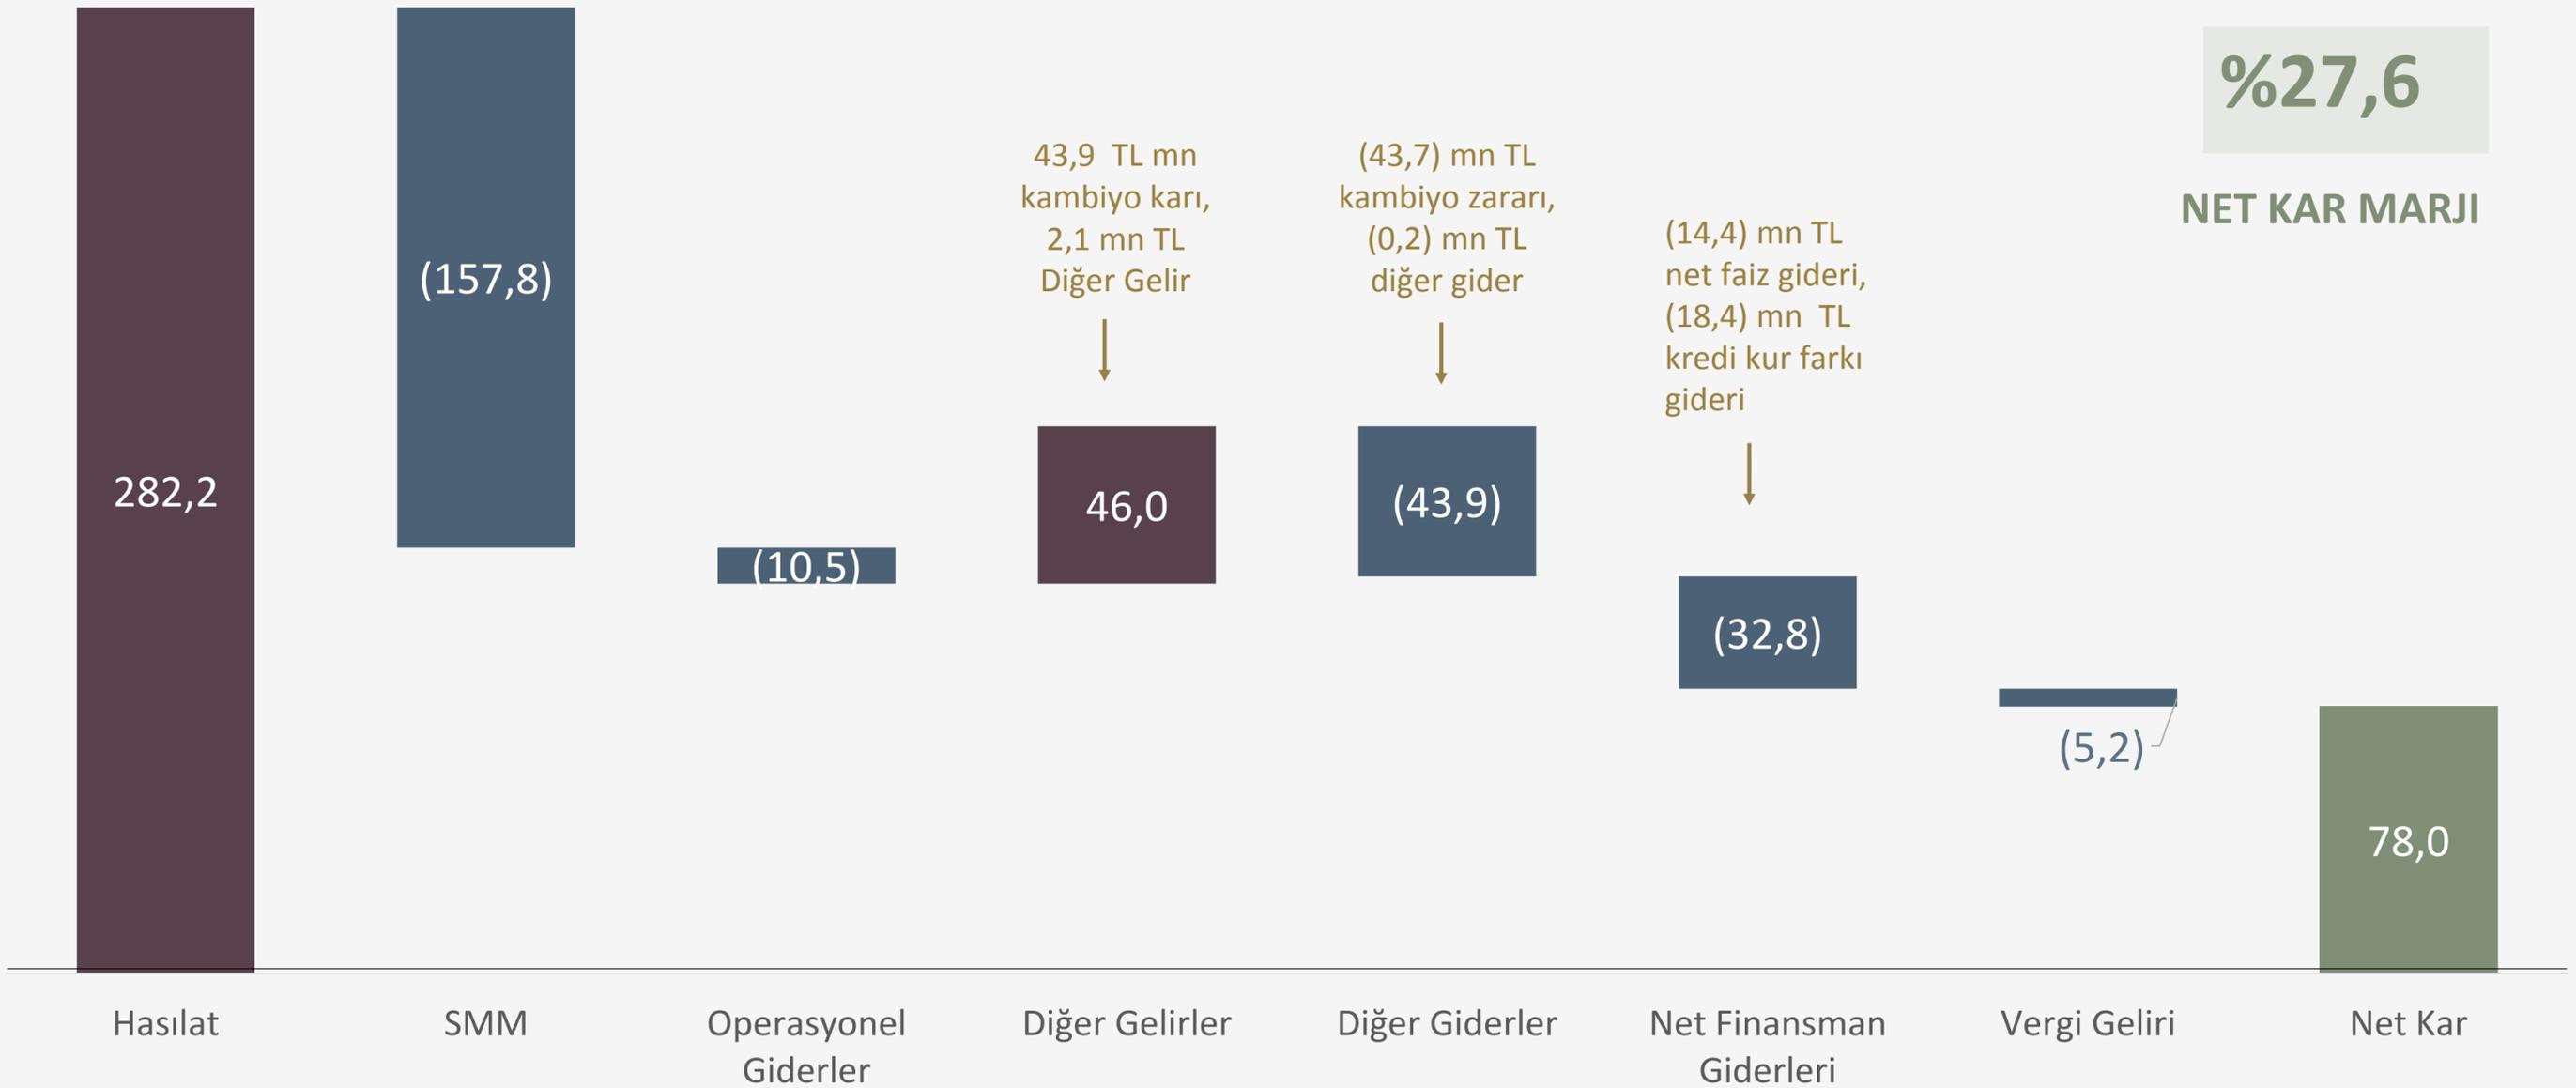 %27,6
NET KAR MARJI
43,9  TL mn
kambiyo karı,
2,1 mn TL
Diğer Gelir
(43,7) mn TL
kambiyo zararı,
(0,2) mn TL
diğer gider
(14,4) mn TL
net faiz gideri,
(18,4) mn  TL
kredi kur farkı
gideri
282,2
(157,8)
(10,5)
46,0
(43,9)
(32,8)
(5,2)
78,0
Hasılat
SMM
Operasyonel
Giderler
Diğer Gelirler
Diğer Giderler
Net Finansman
Giderleri
Vergi Geliri
Net Kar